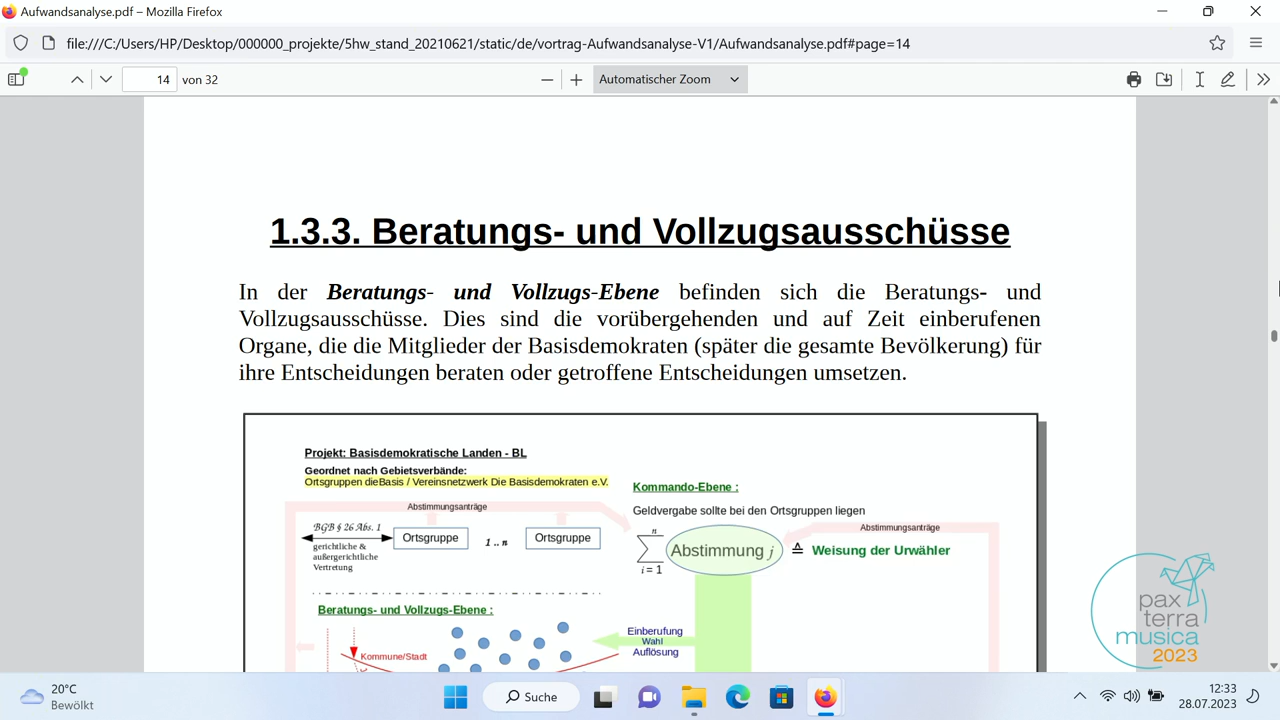 Aufwandsanalyse.pdf – Mozilla Firefox
file:///C:/Users/HP/Desktop/000000_projekte/5hw_stand_20210621/static/de/vortrag-Aufwandsanalyse-V1/Aufwandsanalyse.pdf#page=14
14 von 32
Automatischer Zoom
1.3.3. Beratungs- und Vollzugsausschüsse
In der Beratungs- und Vollzugs-Ebene befinden sich die Beratungs- und
Vollzugsausschüsse. Dies sind die vorübergehenden und auf Zeit einberufenen
Organe, die die Mitglieder der Basisdemokraten (später die gesamte Bevölkerung) für
ihre Entscheidungen beraten oder getroffene Entscheidungen umsetzen.
Projekt: Basisdemokratische Landen - BL
Geordnet nach Gebietsverbände:
Ortsgruppen dieBasis / Vereinsnetzwerk Die Basisdemokraten e.V.
Kommando-Ebene :
Geldvergabe sollte bei den Ortsgruppen liegen
Abstimmungsanträge
Abstimmungsanträge
BGB § 26 Abs. 1
gerichtliche &
außergerichtliche
Vertretung
Ortsgruppe
1 .. n
Ortsgruppe
n
∑
i = 1
Abstimmung j
≙ Weisung der Urwähler
Beratungs- und Vollzugs-Ebene :
Kommune/Stadt
Einberufung
Wahl
Auflösung
pax
terra
musica
2023
20°C
Bewölkt
Suche
12:33
28.07.2023